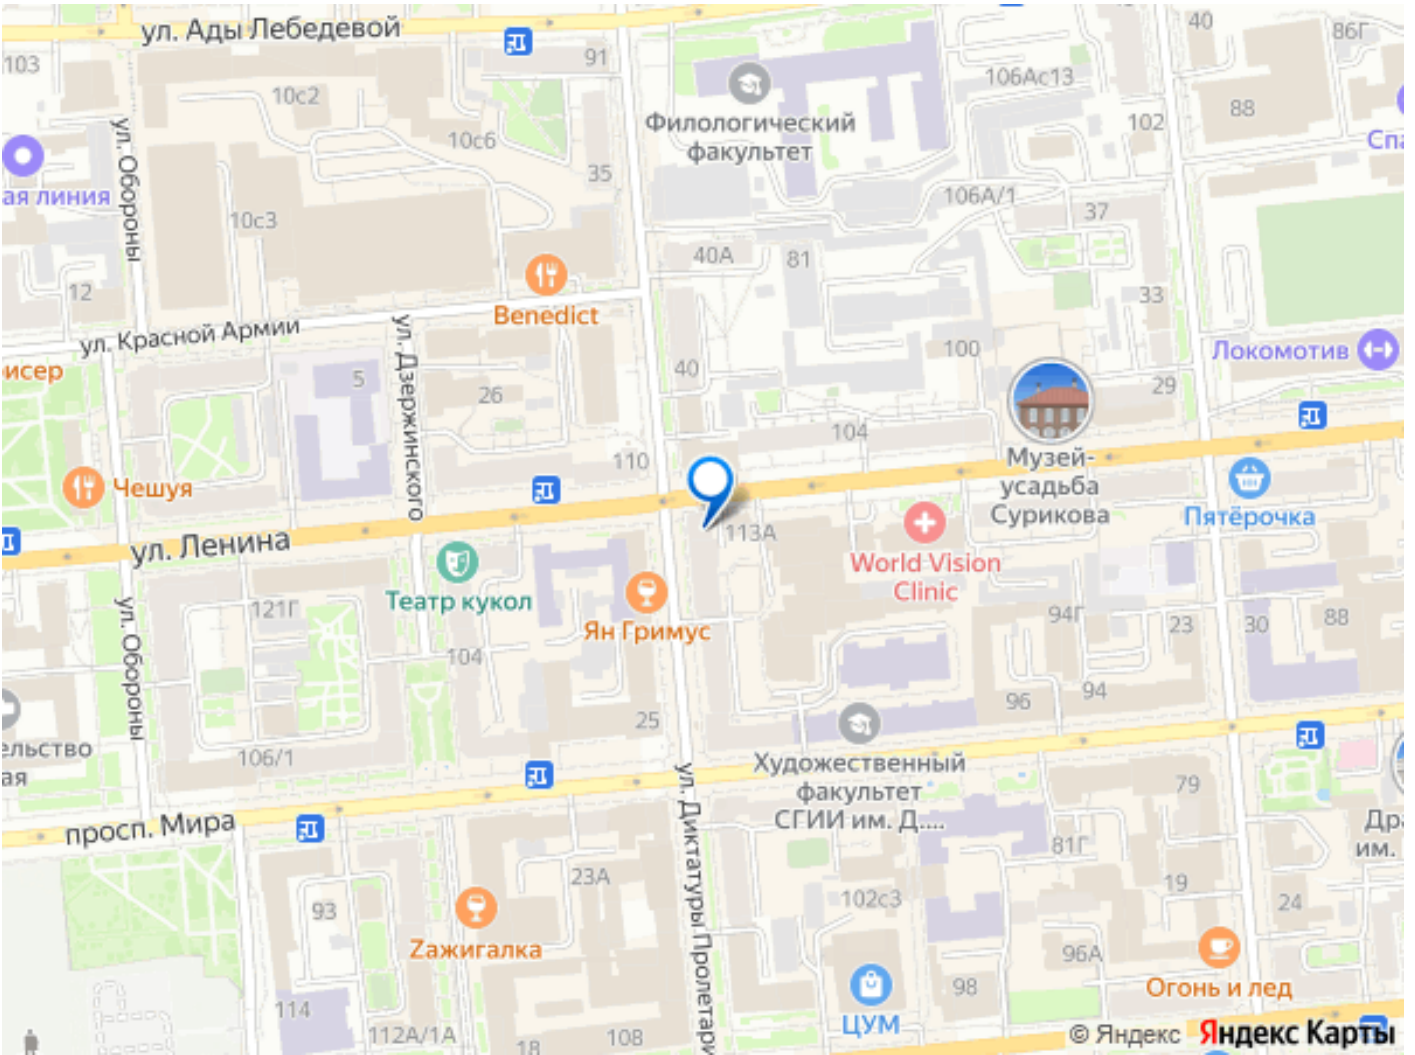 ул. Ады Лебедевой
91
40
86Г
103
10с2
106Ас13
88
Филологический
факультет
102
10с6
Спа
ул. Обороны
35
ая линия
10с3
106А/1
37
40А
81
12
33
Benedict
ул. Красной Армии
ул. Дзержинского
100
Локомотив
исер
5
40
26
29
104
110
Музей-
усадьба
Сурикова
Чешуя
Пятёрочка
113А
ул. Ленина
World Vision
Clinic
Театр кукол
121Г
ул. Обороны
Ян Гримус
94Г
23
30
88
104
94
96
25
ельство
ая
106/1
Художественный
факультет
СГИИ им. Д....
79
просп. Мира
ул. Диктатуры Пролетари
Дра
им.
81Г
23А
19
93
102с3
24
Zажигалка
96А
98
Огонь и лед
114
ЦУМ
112А/1А
18
108
© Яндекс Яндекс Карты